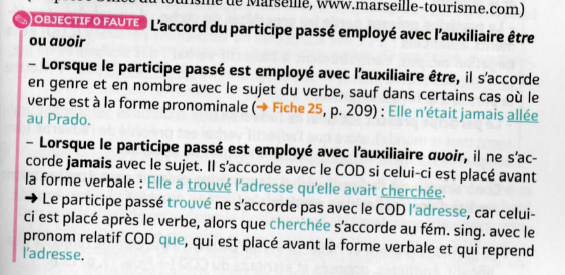 de Marseille, www.marseille-tourisme.com)
OBJECTIF 0 FAUTE L'accord du participe passé employé avec l'auxiliaire être
ou avoir
– Lorsque le participe passé est employé avec l'auxiliaire être, il s'accorde
en genre et en nombre avec le sujet du verbe, sauf dans certains cas où le
verbe est à la forme pronominale (➜ Fiche 25, p. 209) : Elle n'était jamais allée
au Prado.
– Lorsque le participe passé est employé avec l'auxiliaire avoir, il ne s'ac-
corde jamais avec le sujet. Il s'accorde avec le COD si celui-ci est placé avant
la forme verbale : Elle a trouvé l'adresse qu'elle avait cherchée.
➜ Le participe passé trouvé ne s'accorde pas avec le COD l'adresse, car celui-
ci est placé après le verbe, alors que cherchée s'accorde au fém. sing. avec le
pronom relatif COD que, qui est placé avant la forme verbale et qui reprend
l'adresse.